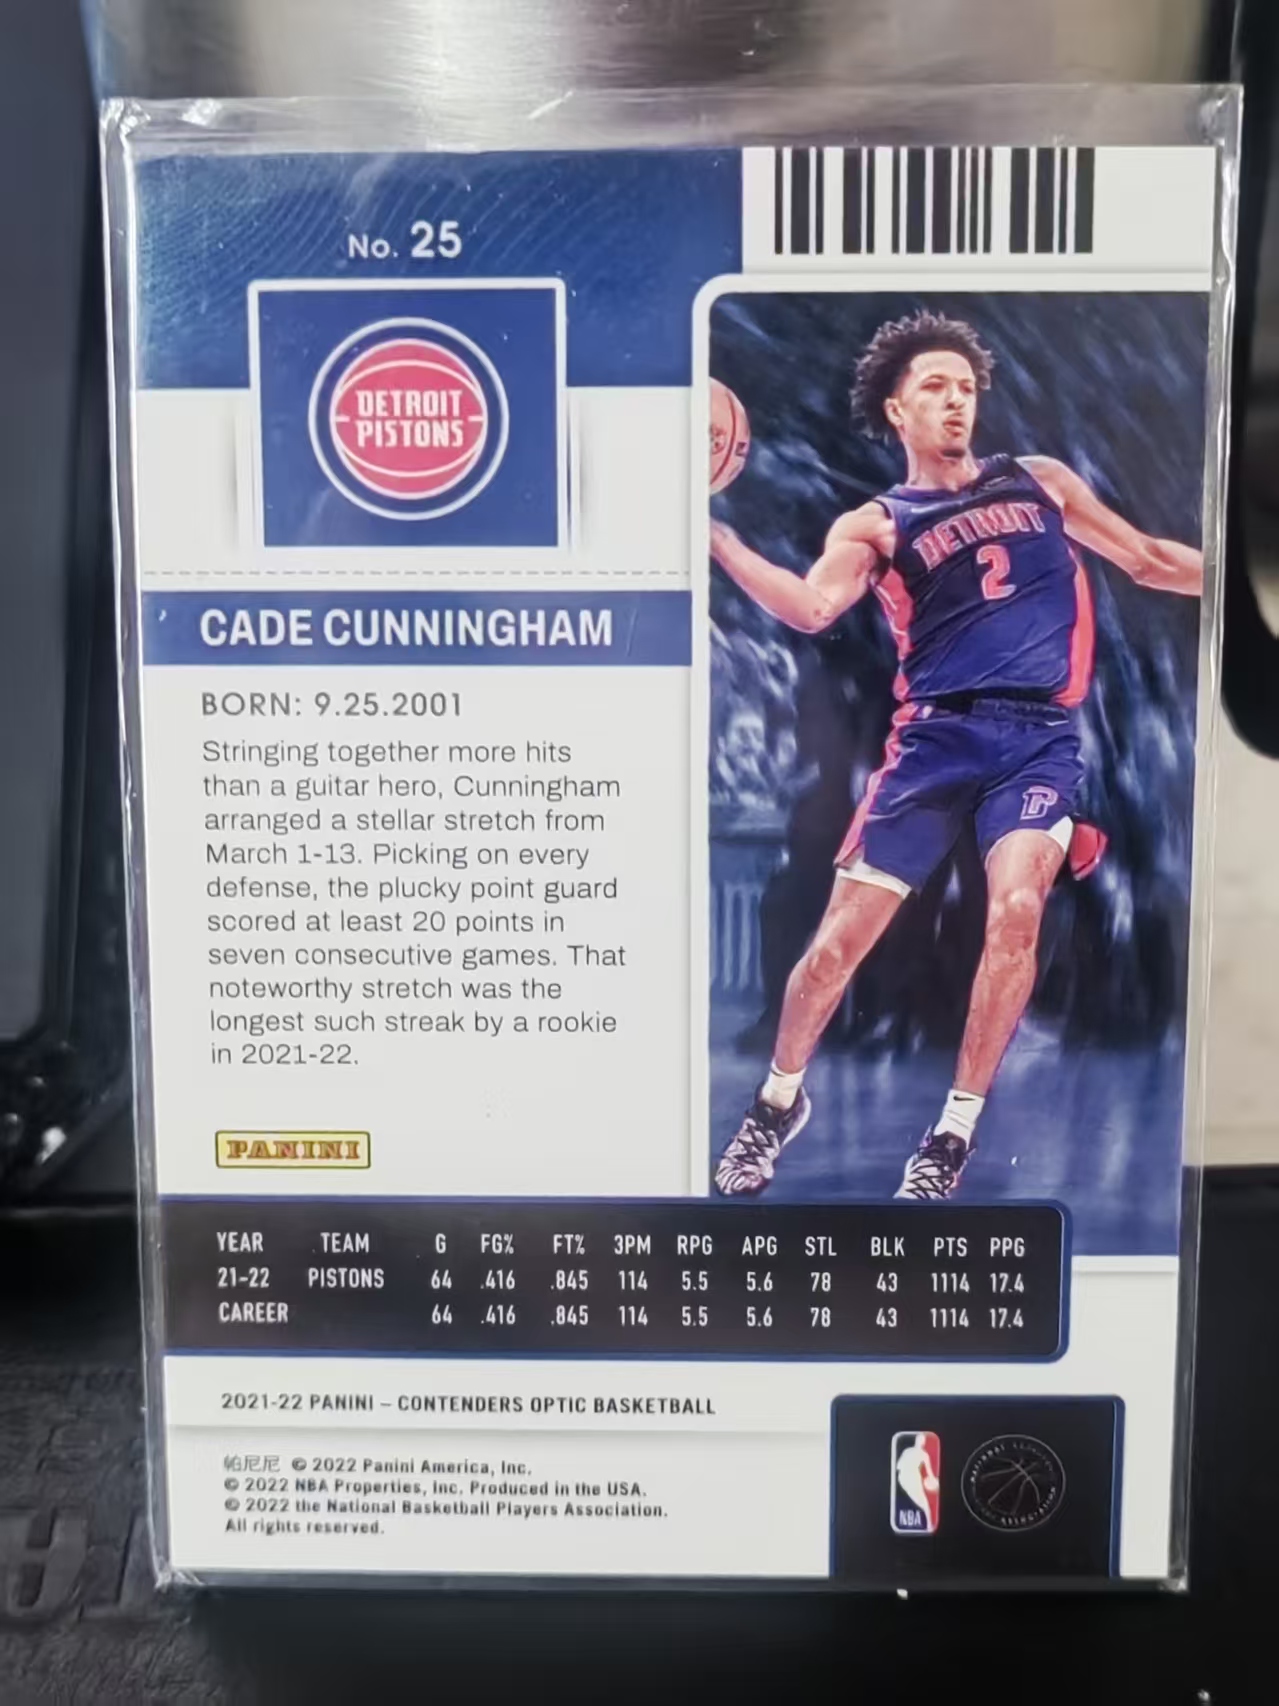 No. 25
DETROIT
PISTONS
CADE CUNNINGHAM
BORN: 9.25.2001
Stringing together more hits
than a guitar hero, Cunningham
arranged a stellar stretch from
March 1-13. Picking on every
defense, the plucky point guard
scored at least 20 points in
seven consecutive games. That
noteworthy stretch was the
longest such streak by a rookie
in 2021-22.
PANINI
DETROIT
2
YEAR TEAM G FG% FT% 3PM RPG APG STL BLK PTS PPG
21-22 PISTONS 64 .416 .845 114 5.5 5.6 78 43 1114 17.4
CAREER 64 .416 .845 114 5.5 5.6 78 43 1114 17.4
2021-22 PANINI – CONTENDERS OPTIC BASKETBALL
帕尼尼 © 2022 Panini America, Inc.
© 2022 NBA Properties, Inc. Produced in the USA.
© 2022 the National Basketball Players Association.
All rights reserved.
NBA